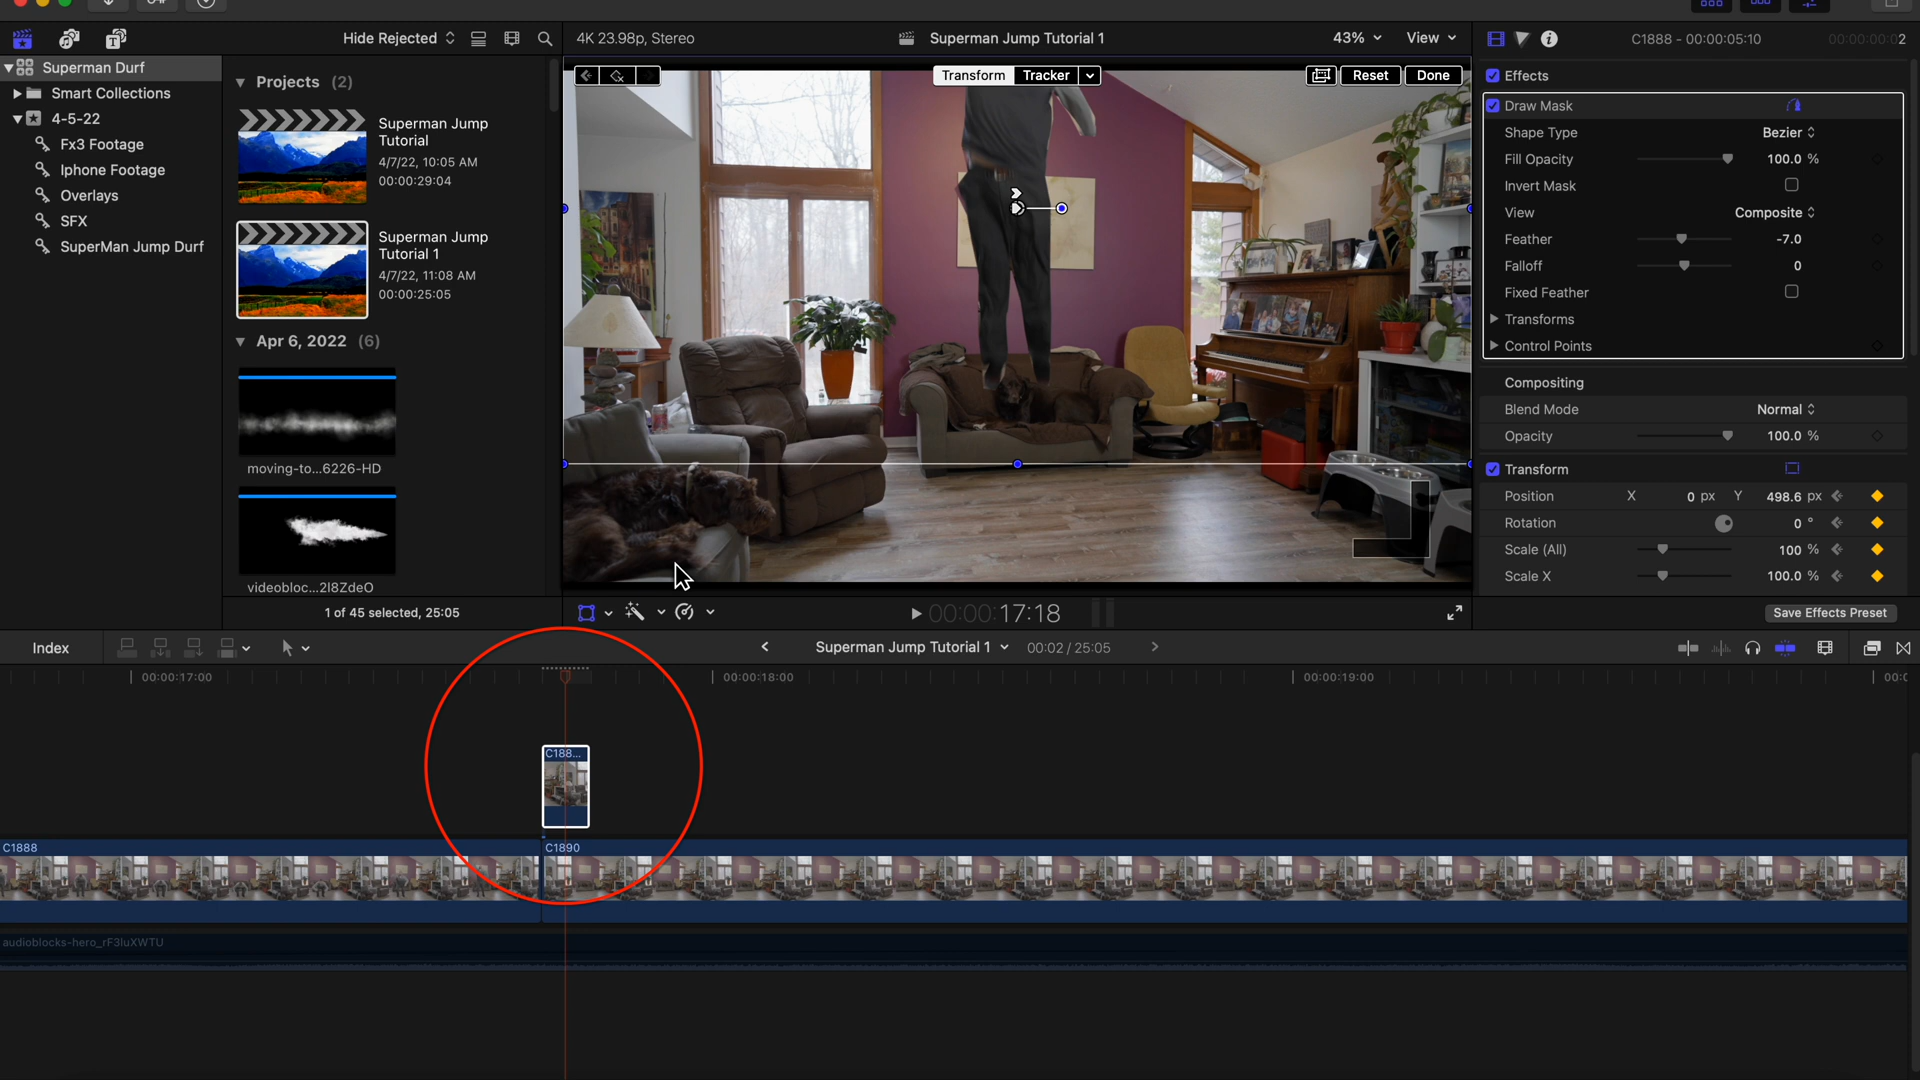 Hide Rejected
4K 23.98p, Stereo
Superman Jump Tutorial 1
43%
View
C1888 - 00:00:05:10
00:00:00:02
Superman Durf
Smart Collections
4-5-22
Fx3 Footage
Iphone Footage
Overlays
SFX
SuperMan Jump Durf
Projects (2)
Superman Jump
Tutorial
4/7/22, 10:05 AM
00:00:29:04
Superman Jump
Tutorial 1
4/7/22, 11:08 AM
00:00:25:05
Apr 6, 2022 (6)
moving-to...6226-HD
videobloc...2I8ZdeO
1 of 45 selected, 25:05
Transform
Tracker
Reset
Done
Effects
Draw Mask
Shape Type Bezier
Fill Opacity 100.0 %
Invert Mask
View Composite
Feather -7.0
Falloff 0
Fixed Feather
Transforms
Control Points
Compositing
Blend Mode Normal
Opacity 100.0 %
Transform
Position X 0 px Y 498.6 px
Rotation 0 °
Scale (All) 100 %
Scale X 100.0 %
Save Effects Preset
00:00:17:18
Index
Superman Jump Tutorial 1
00:02 / 25:05
00:00:17:00
00:00:18:00
00:00:19:00
C188...
C1888
C1890
audioblocks-hero_rF3luXWTU